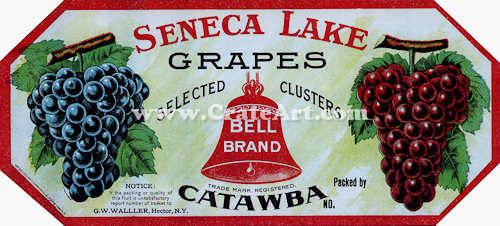 SENECA LAKE
GRAPES
SELECTED CLUSTERS
www.CrateArt.com
BELL
BRAND
TRADE MARK, REGISTERED.
CATAWBA
NO.
Packed by
NOTICE:
If the packing or quality of
this fruit is unsatisfactory
report number of basket to
G.W. WALLLER, Hector, N.Y.